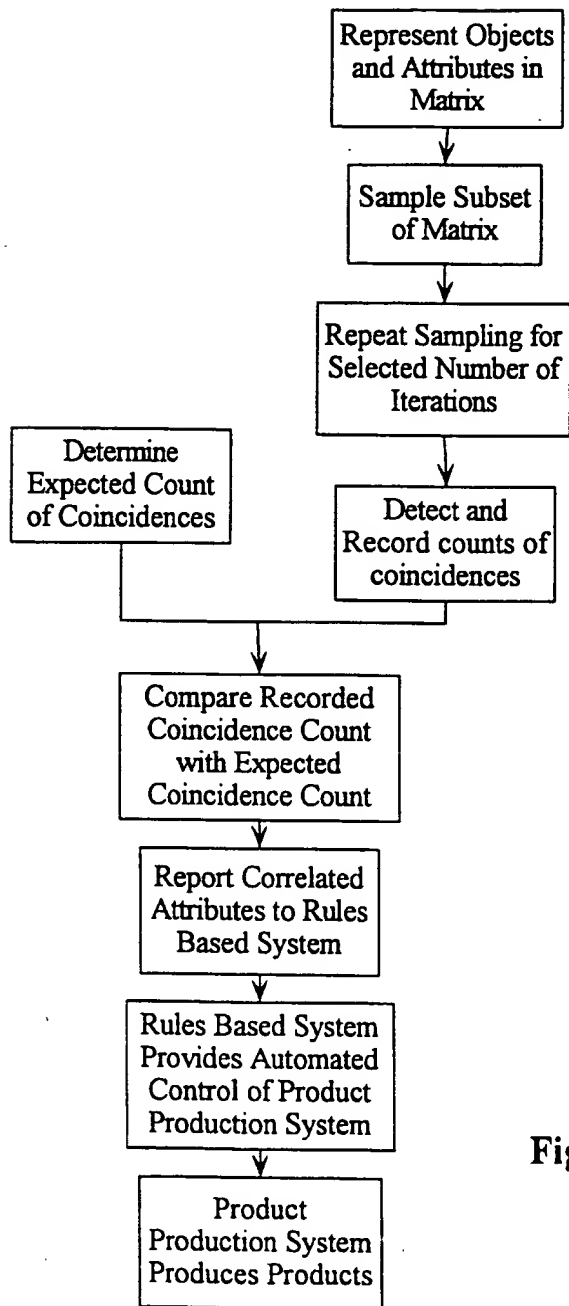 Represent Objects
and Attributes in
Matrix
Sample Subset
of Matrix
Repeat Sampling for
Selected Number of
Iterations
Determine
Expected Count
of Coincidences
Detect and
Record counts of
coincidences
Compare Recorded
Coincidence Count
with Expected
Coincidence Count
Report Correlated
Attributes to Rules
Based System
Rules Based System
Provides Automated
Control of Product
Production System
Product
Production System
Produces Products
Fig